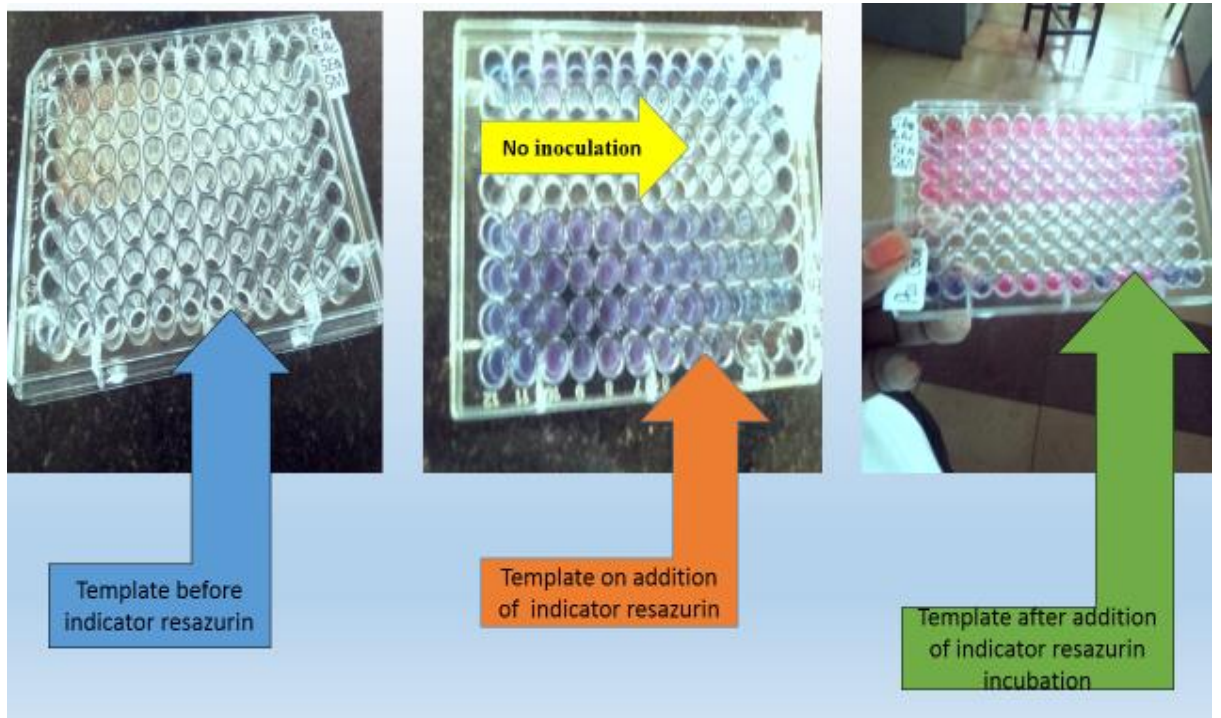 No inoculation
Template before
indicator resazurin
Template on addition
of indicator resazurin
Template after addition
of indicator resazurin
incubation